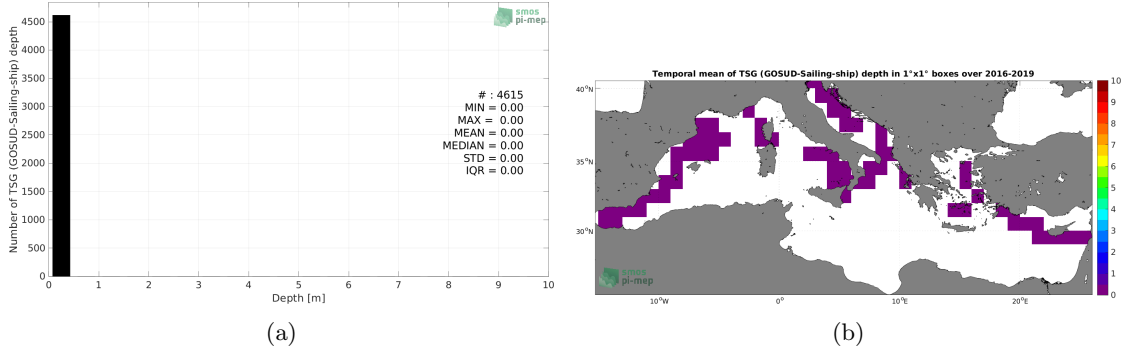 4500
4000
3500
3000
2500
2000
1500
1000
500
0
Number of TSG (GOSUD-Sailing-ship) depth
0 1 2 3 4 5 6 7 8 9 10
Depth [m]
# : 4615
MIN = 0.00
MAX = 0.00
MEAN = 0.00
MEDIAN = 0.00
STD = 0.00
IQR = 0.00
smos
pi-mep
(a)
Temporal mean of TSG (GOSUD-Sailing-ship) depth in 1°x1° boxes over 2016-2019
40°N
35°N
30°N
10°W 0° 10°E 20°E
10
9
8
7
6
5
4
3
2
1
0
smos
pi-mep
(b)